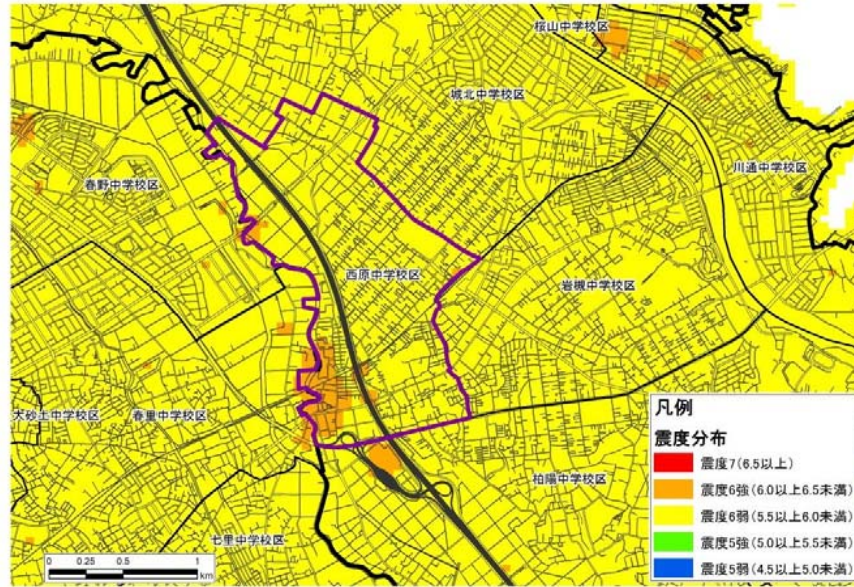 桜山中学校区
城北中学校区
川通中学校区
春野中学校区
西原中学校区
岩槻中学校区
大砂土中学校区
春里中学校区
柏陽中学校区
七里中学校区
凡例
震度分布
震度7(6.5以上)
震度6強(6.0以上6.5未満)
震度6弱(5.5以上6.0未満)
震度5強(5.0以上5.5未満)
震度5弱(4.5以上5.0未満)
0 0.25 0.5 1
km